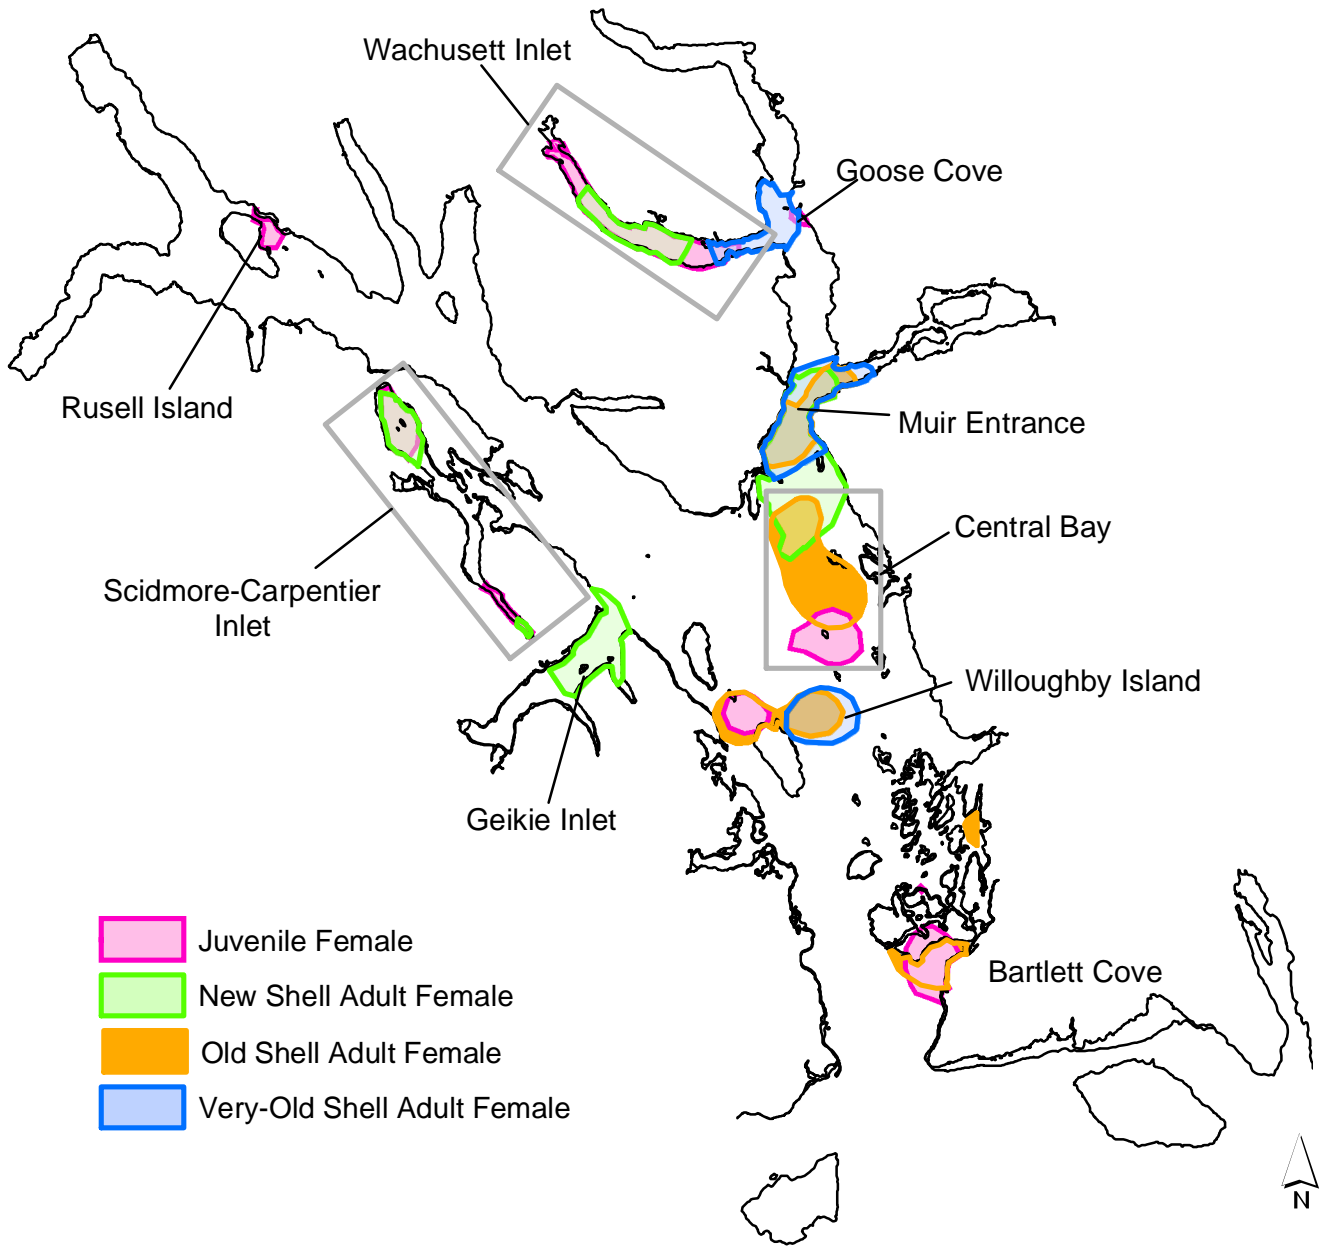 Wachusett Inlet
Goose Cove
Rusell Island
Muir Entrance
Central Bay
Scidmore-Carpentier
Inlet
Willoughby Island
Geikie Inlet
Juvenile Female
Bartlett Cove
New Shell Adult Female
Old Shell Adult Female
Very-Old Shell Adult Female
N